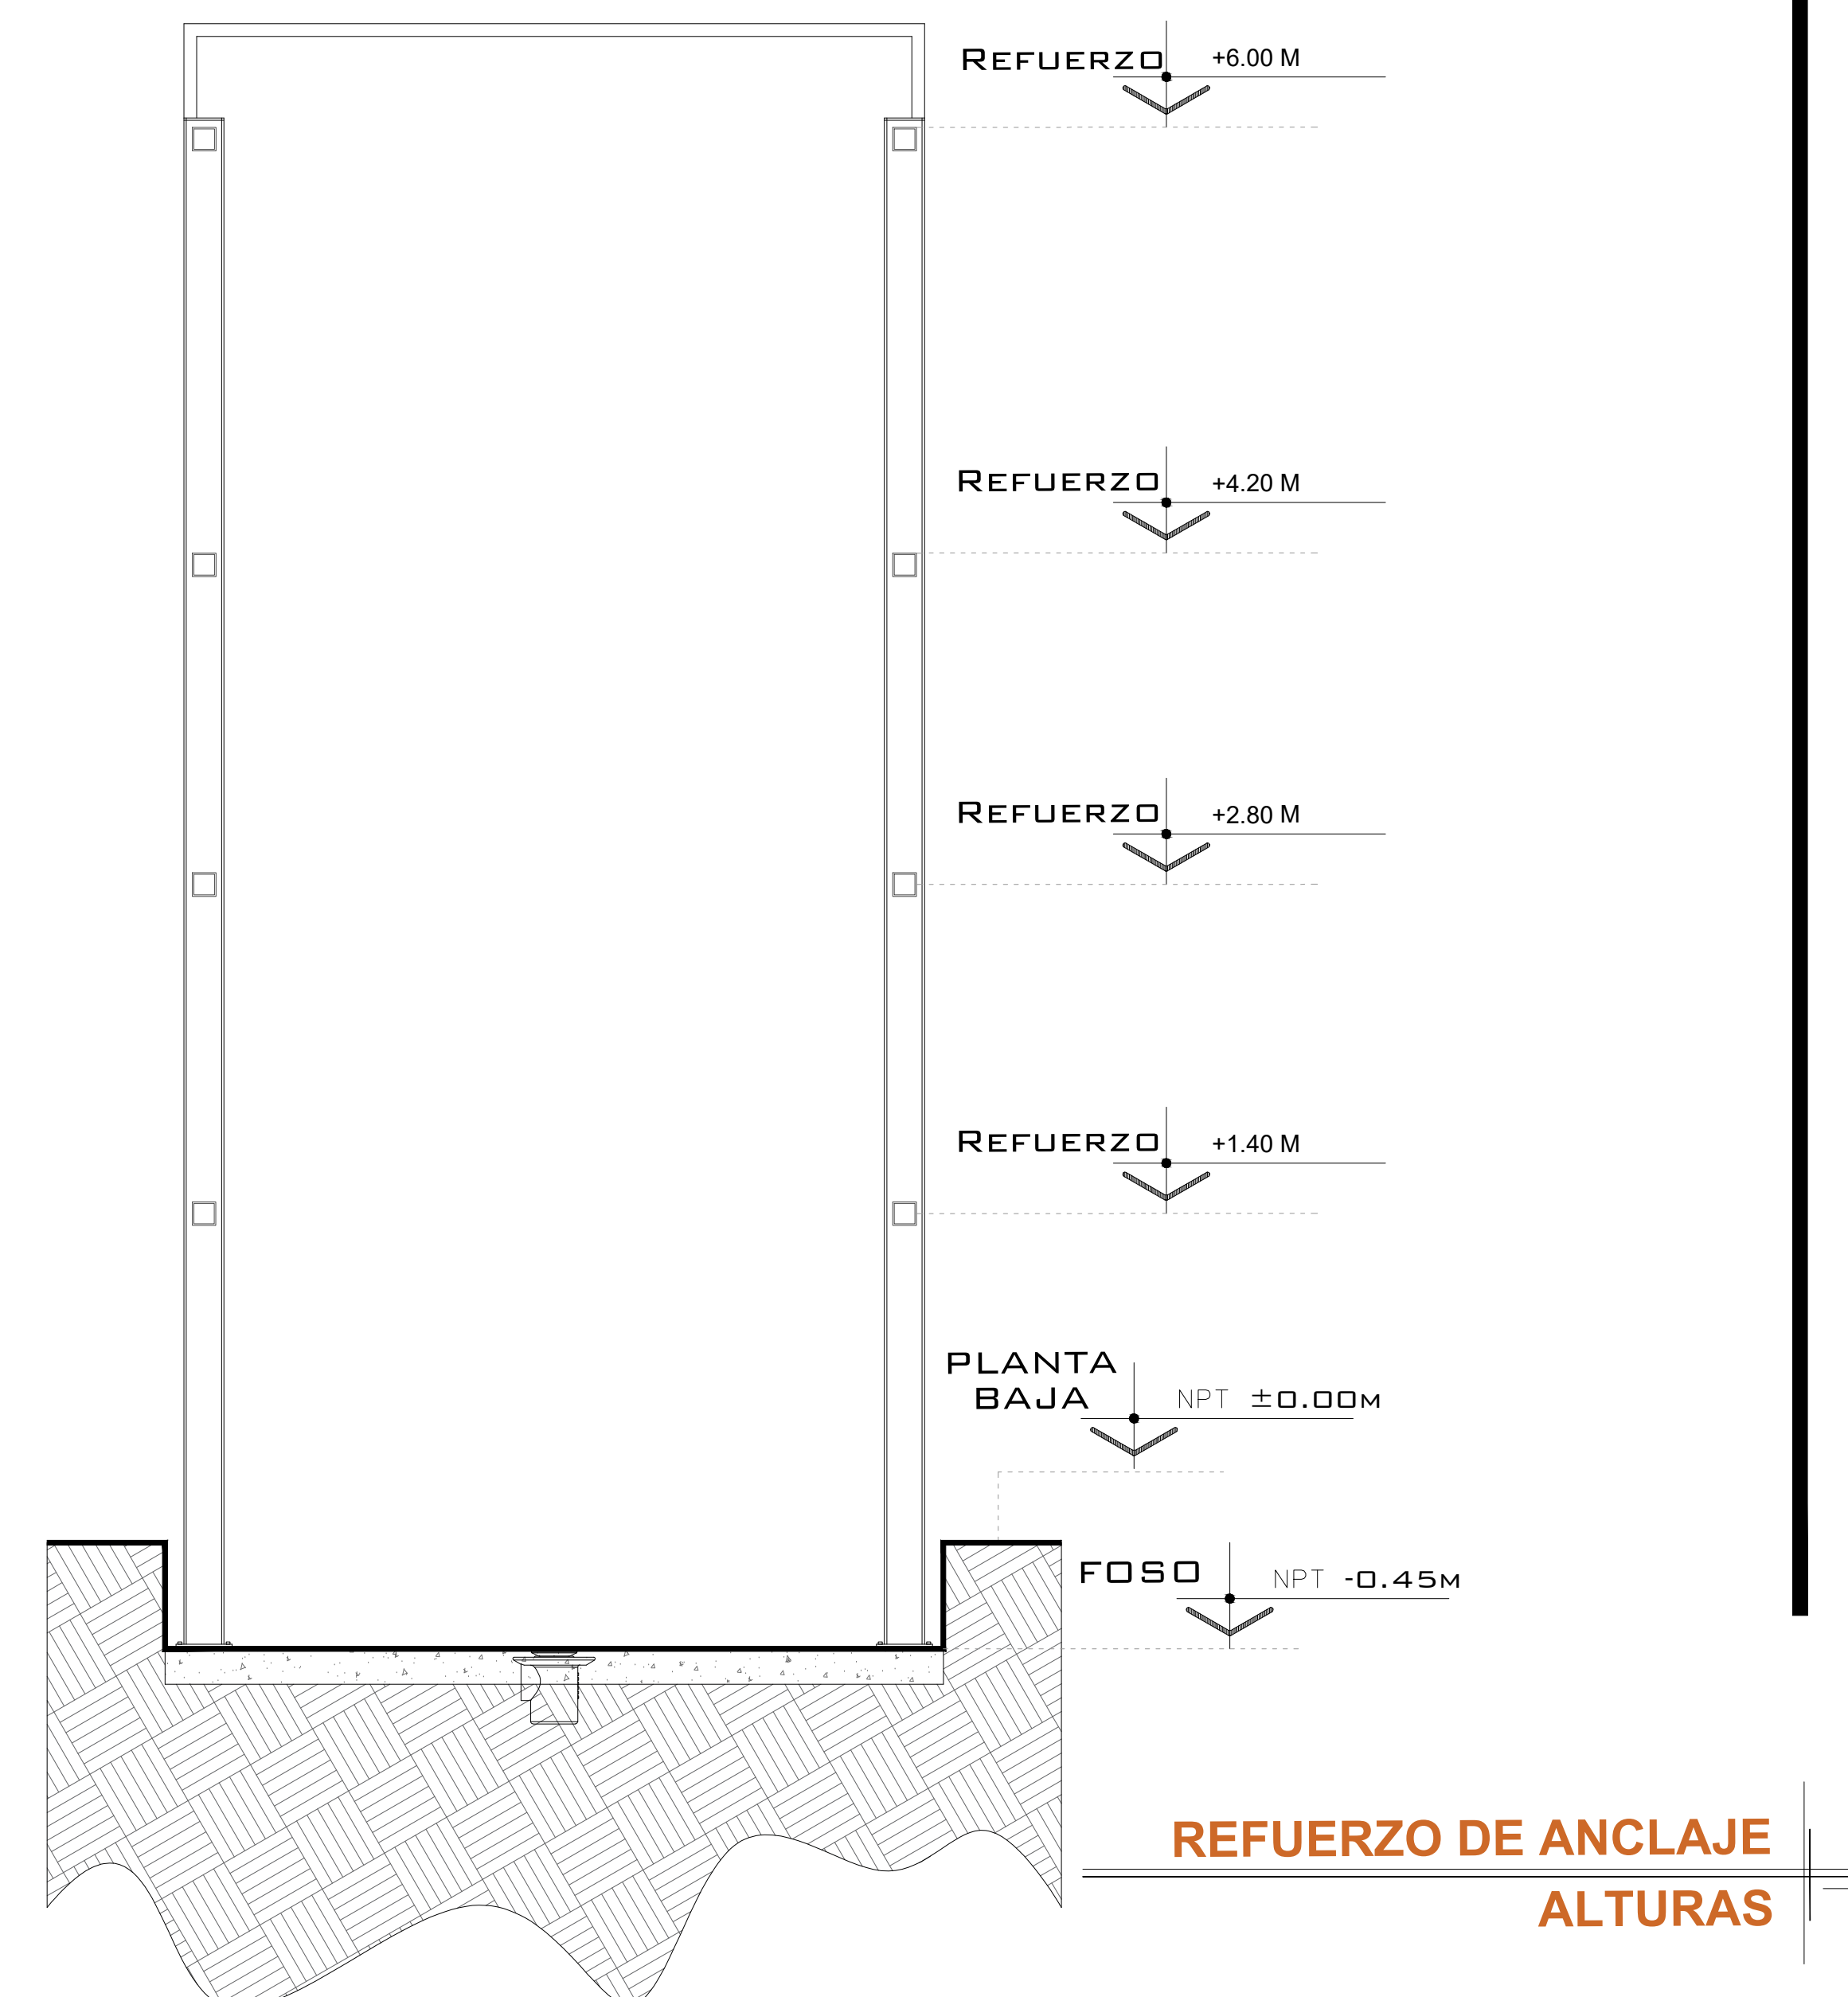 REFUERZO +6.00 M
REFUERZO +4.20 M
REFUERZO +2.80 M
REFUERZO +1.40 M
PLANTA
BAJA NPT ±0.00M
FOSO NPT -0.45M
REFUERZO DE ANCLAJE
ALTURAS